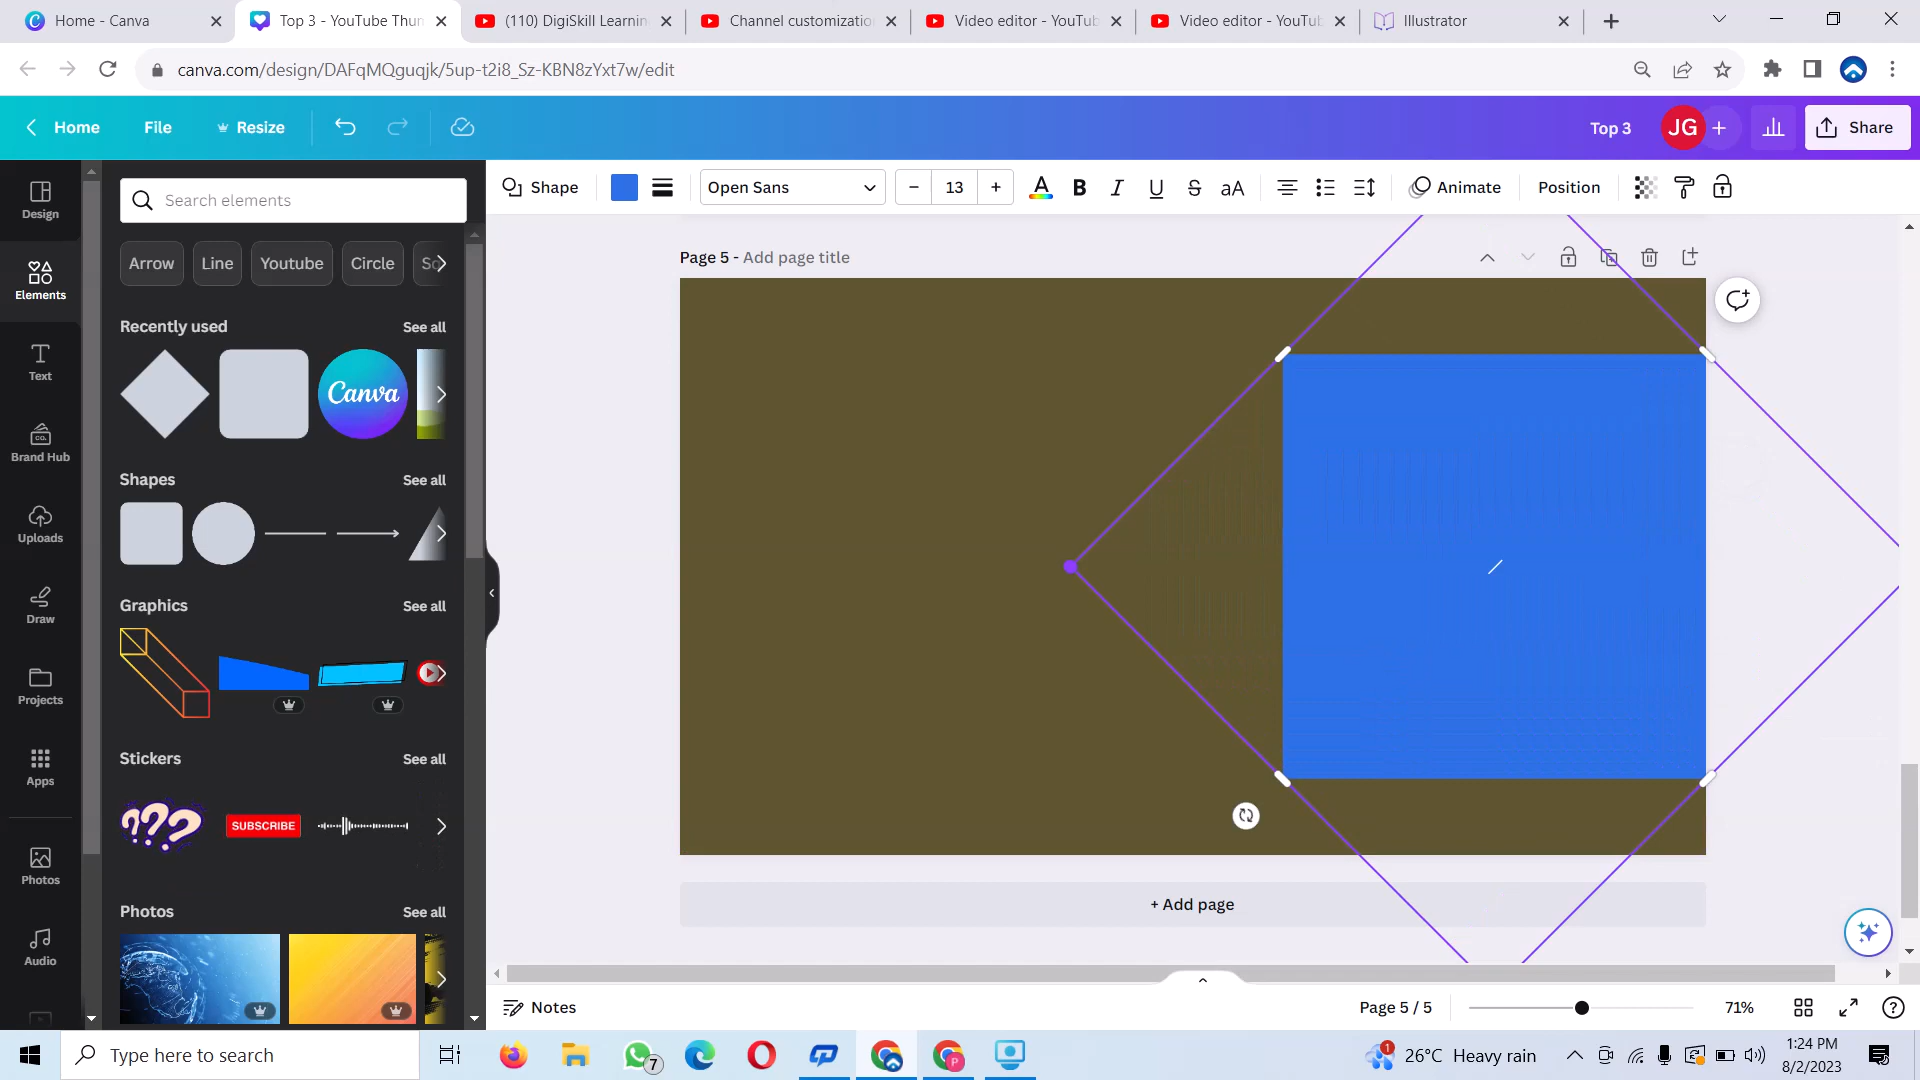 Home - Canva
Top 3 - YouTube Thun
(110) DigiSkill Learnin
Channel customizatio
Video editor - YouTub
Video editor - YouTub
Illustrator
canva.com/design/DAFqMQguqjk/5up-t2i8_Sz-KBN8zYxt7w/edit
Home
File
Resize
Top 3
JG
Share
Design
Elements
Text
Brand Hub
Uploads
Draw
Projects
Apps
Photos
Audio
Search elements
Arrow
Line
Youtube
Circle
Recently used
See all
Canva
Shapes
See all
Graphics
See all
Stickers
See all
???
SUBSCRIBE
Photos
See all
Shape
Open Sans
13
A
B
I
U
S
aA
Animate
Position
Page 5 - Add page title
+ Add page
Notes
Page 5 / 5
71%
Type here to search
7
1
26°C Heavy rain
1:24 PM
8/2/2023